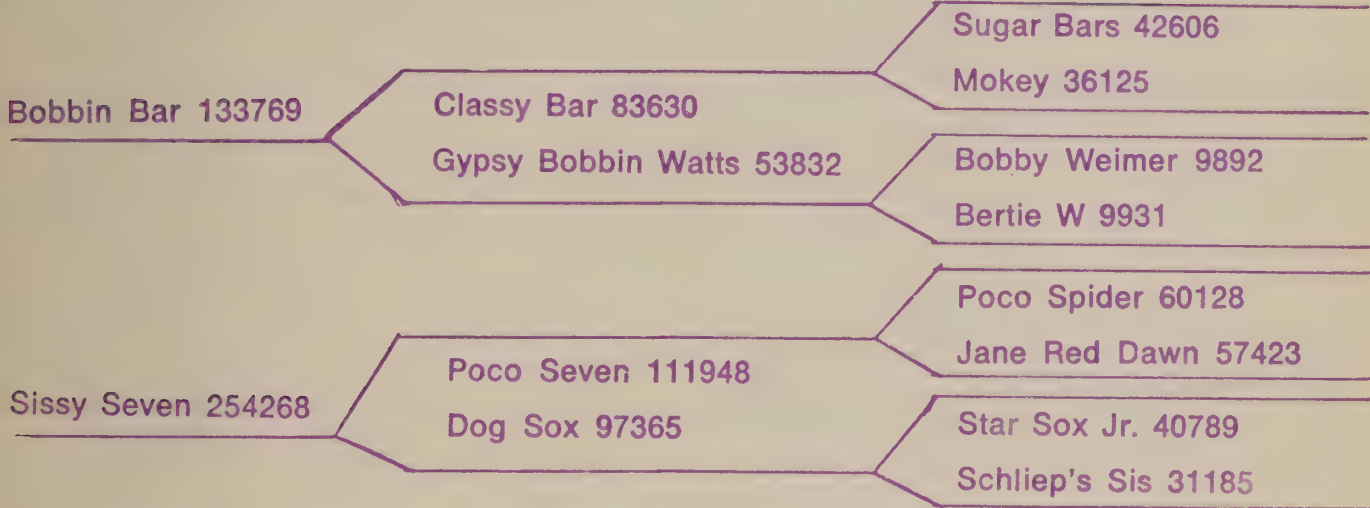 Sugar Bars 42606
Mokey 36125
Bobbin Bar 133769
Classy Bar 83630
Gypsy Bobbin Watts 53832
Bobby Weimer 9892
Bertie W 9931
Poco Spider 60128
Jane Red Dawn 57423
Poco Seven 111948
Sissy Seven 254268
Dog Sox 97365
Star Sox Jr. 40789
Schliep's Sis 31185